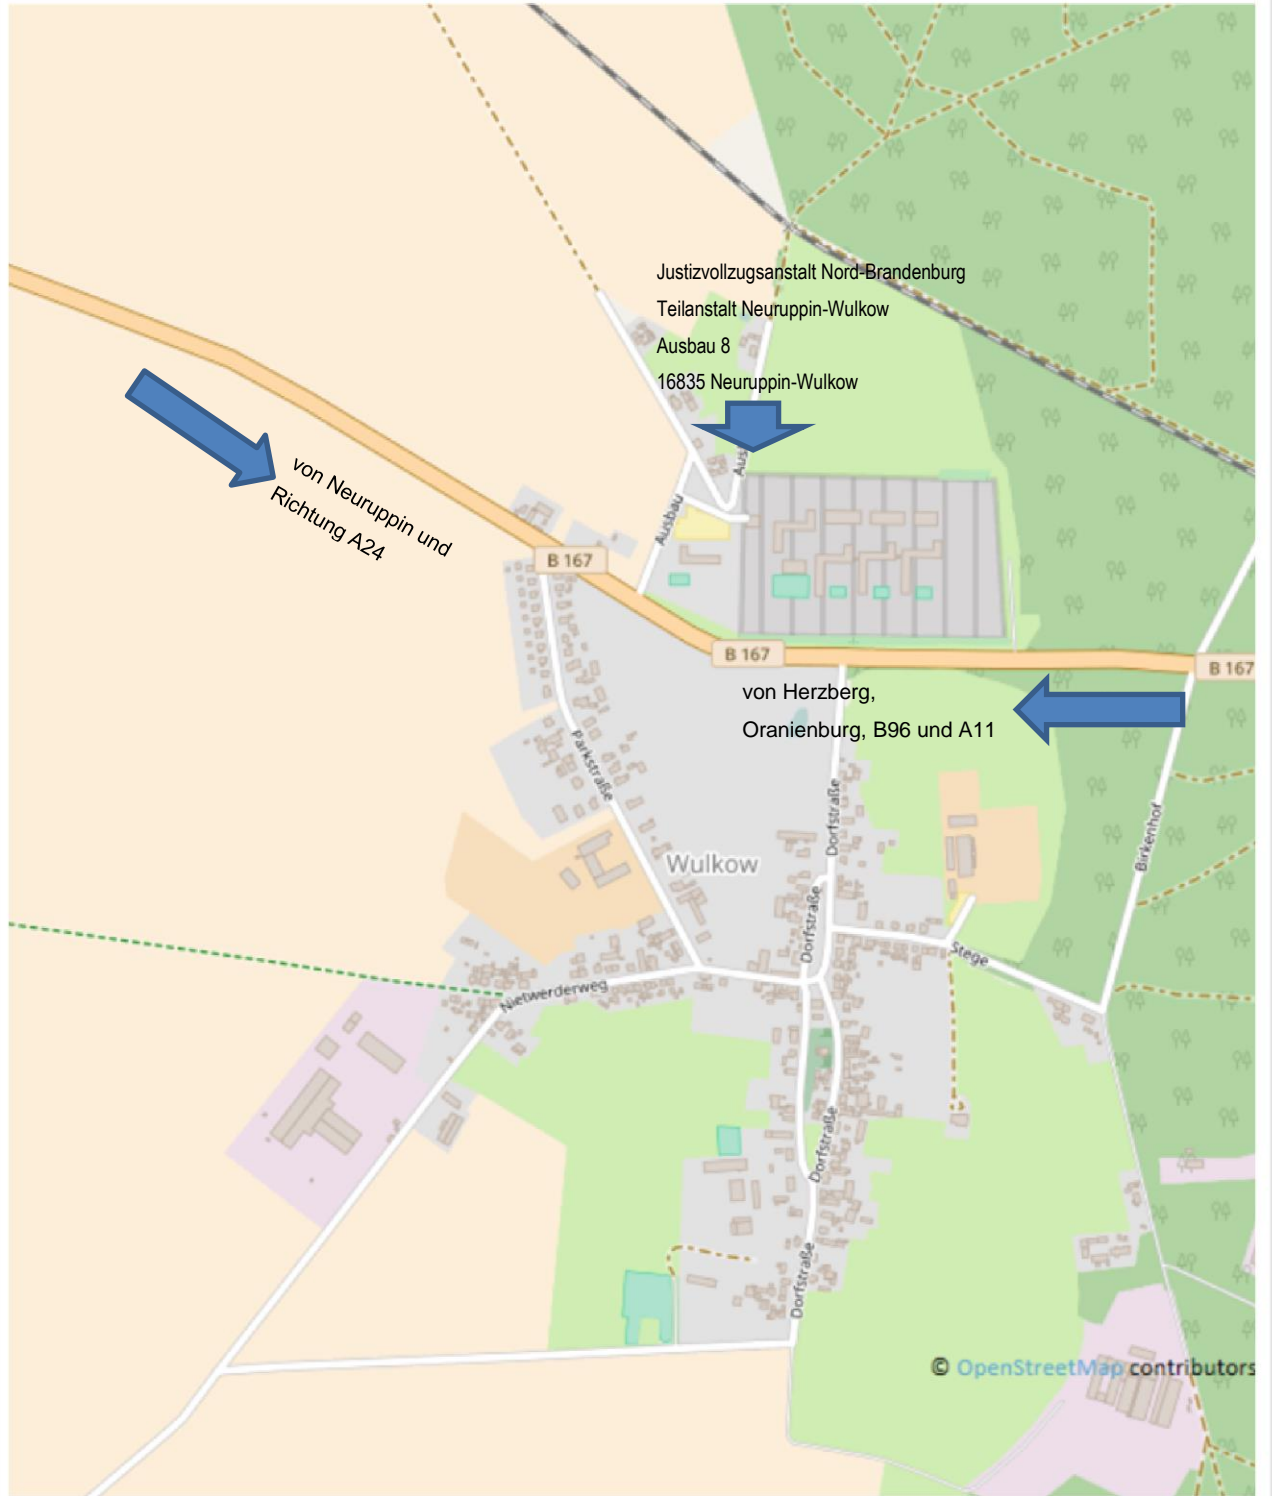 Justizvollzugsanstalt Nord-Brandenburg
Teilanstalt Neuruppin-Wulkow
Ausbau 8
16835 Neuruppin-Wulkow
Aus
von Neuruppin und
Richtung A24
Ausbau
B 167
B 167
B 167
von Herzberg,
Oranienburg, B96 und A11
Parkstraße
Dorfstraße
Birkenhof
Wulkow
Dorfstraße
Stege
Nietwerderweg
Dorfstraße
Dorfstraße
© OpenStreetMap contributors